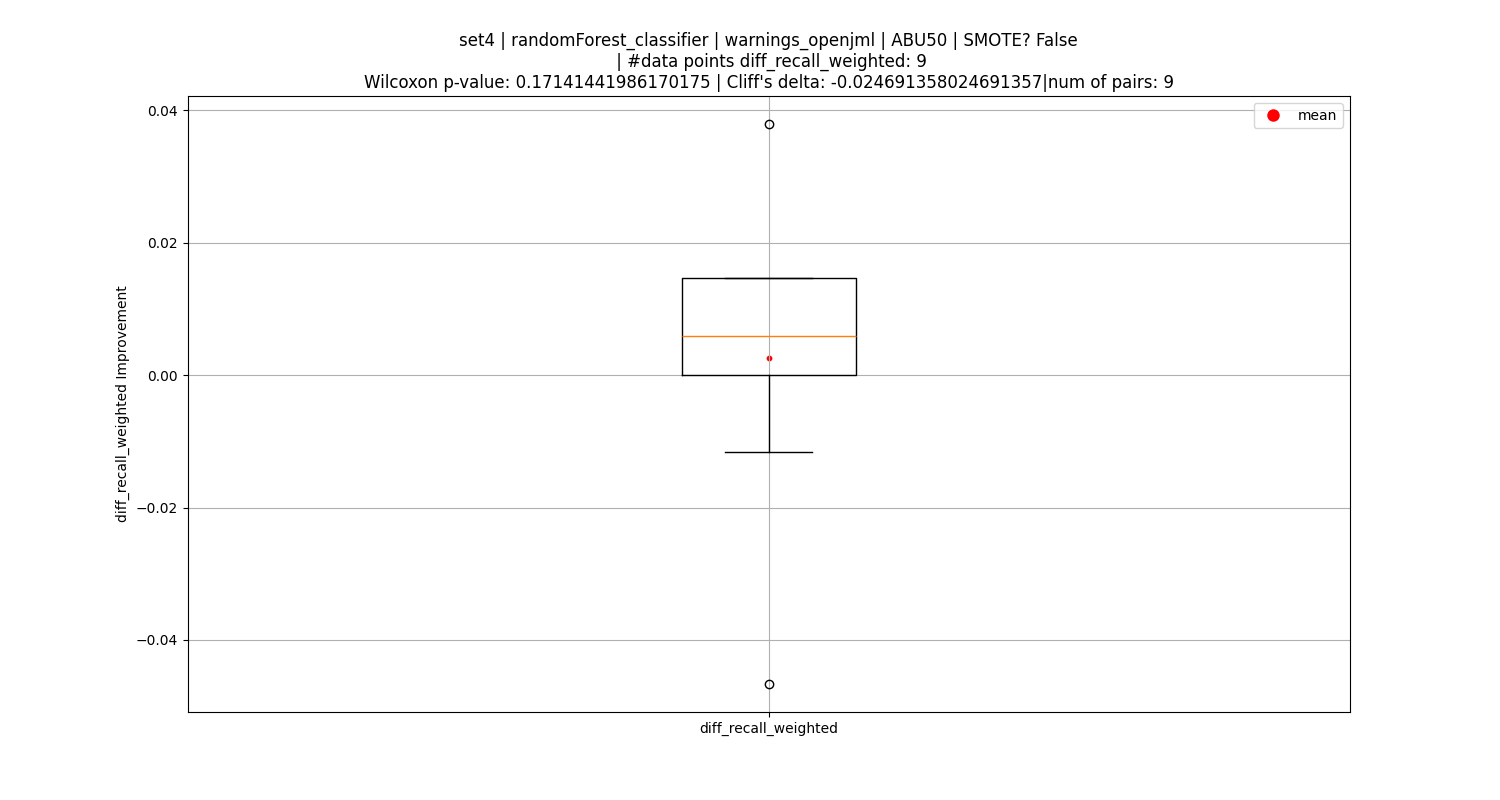 set4 | randomForest_classifier | warnings_openjml | ABU50 | SMOTE? False
| #data points diff_recall_weighted: 9
Wilcoxon p-value: 0.17141441986170175 | Cliff's delta: -0.024691358024691357|num of pairs: 9
mean
0.04
0.02
0.00
−0.02
−0.04
diff_recall_weighted Improvement
diff_recall_weighted